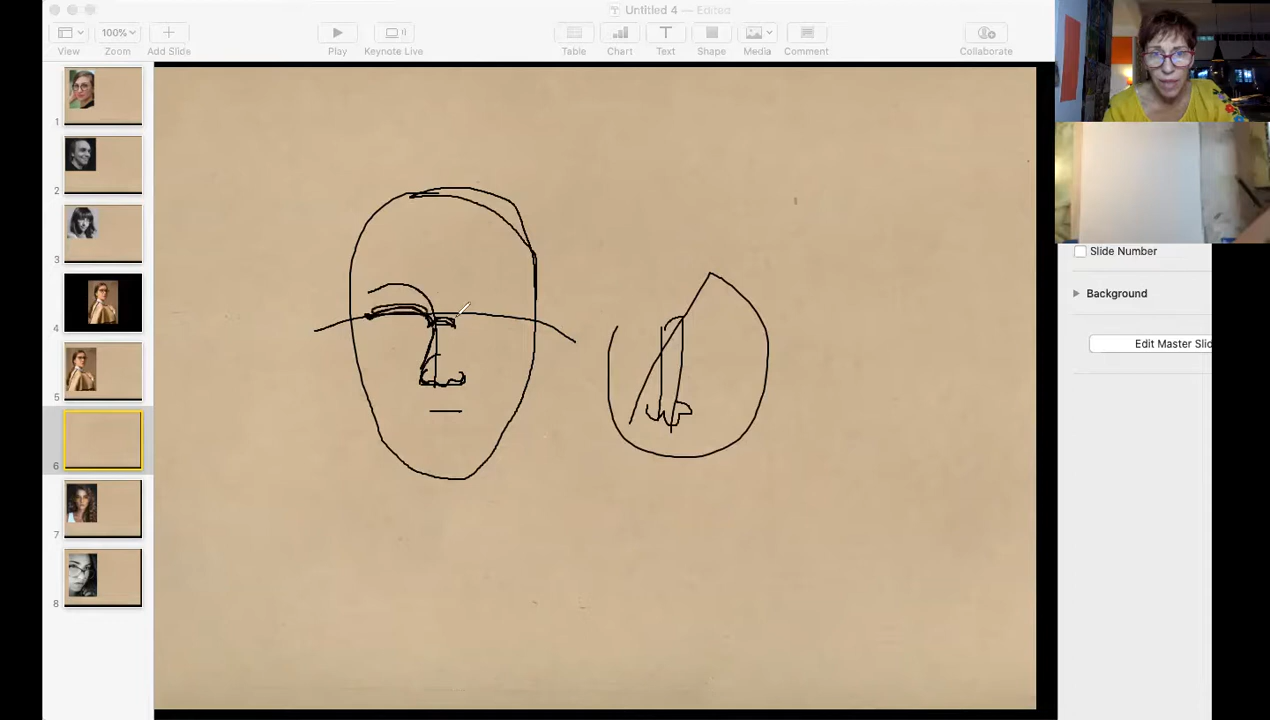 Untitled 4 — Edited
100%
View
Zoom
Add Slide
Play
Keynote Live
Table
Chart
Text
Shape
Media
Comment
Collaborate
1
2
3
4
5
6
7
8
Slide Number
Background
Edit Master Slid